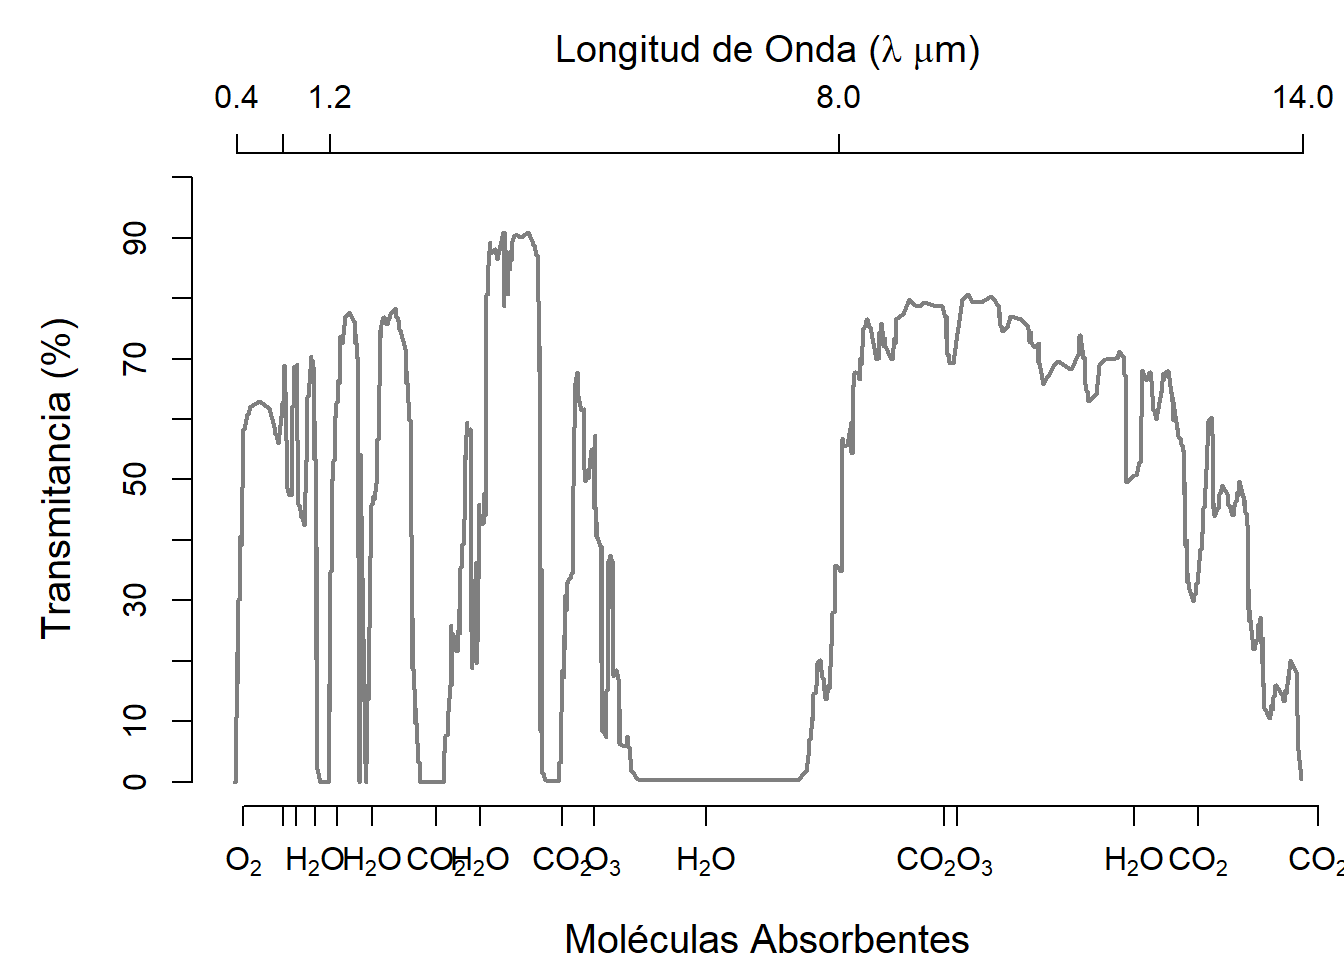 Longitud de Onda (λ μm)
0.4 1.2 8.0 14.0
Transmitancia (%)
90
70
50
30
10
0
O₂ H₂O H₂O CO₂ H₂O CO₂ O₃ H₂O CO₂ O₃ H₂O CO₂ CO₂
Moléculas Absorbentes